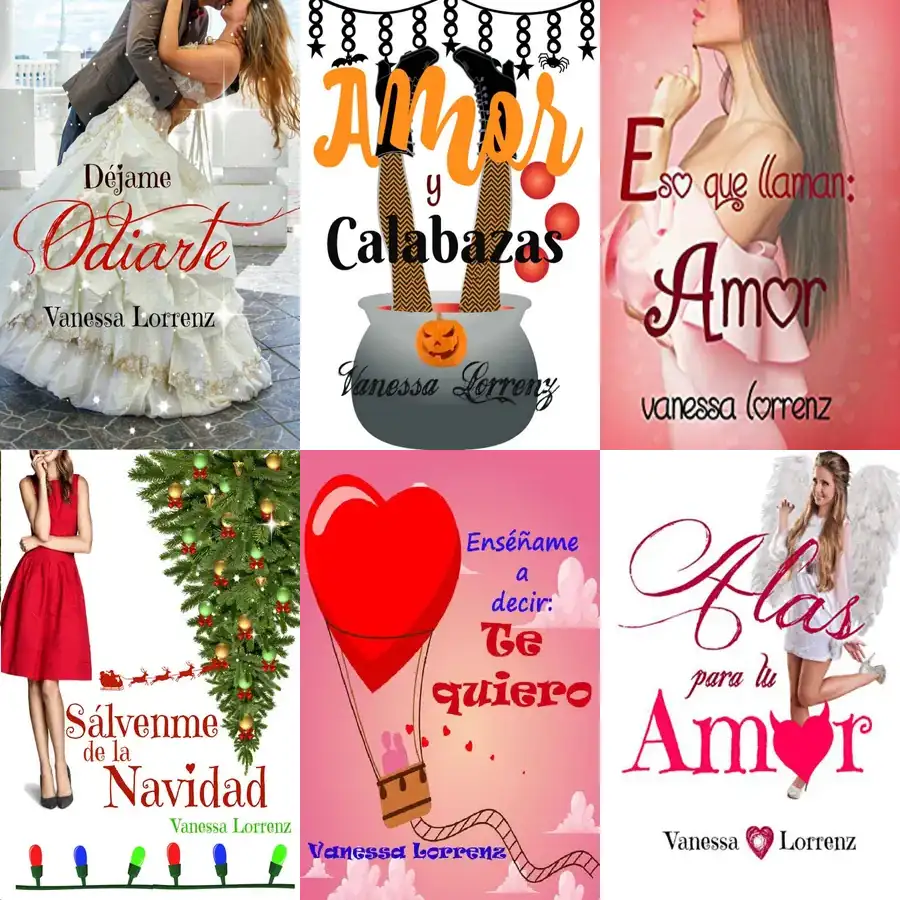 Déjame
Odiarte
Vanessa Lorrenz
Amor
y
Calabazas
Vanessa Lorrenz
Eso que llaman:
Amor
vanessa lorrenz
Sálvenme
de la
Navidad
Vanessa Lorrenz
Enséñame
a
decir:
Te
quiero
Vanessa Lorrenz
Alas
para tu
Amor
Vanessa Lorrenz